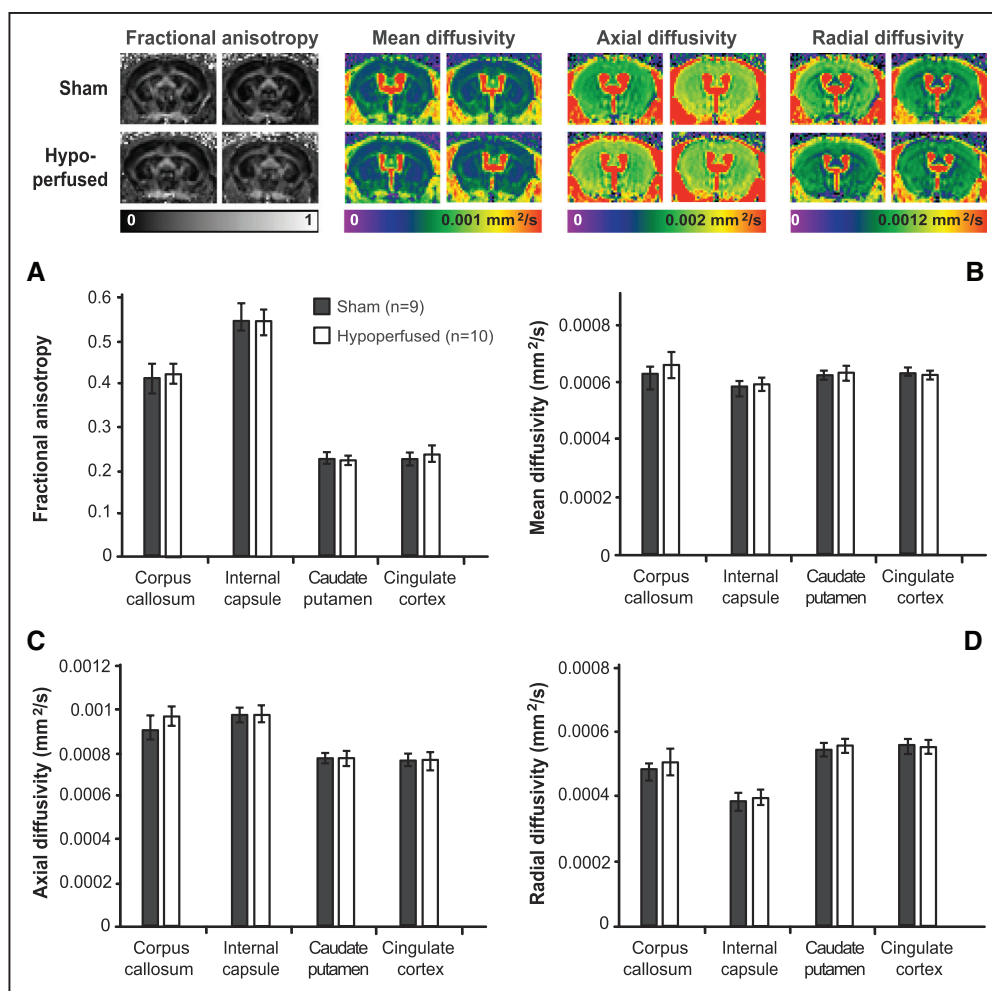 Fractional anisotropy Mean diffusivity Axial diffusivity Radial diffusivity
Sham
Hypo-
perfused
0 1 0 0.001 mm²/s 0 0.002 mm²/s 0 0.0012 mm²/s
A
Fractional anisotropy
0.6
0.5
0.4
0.3
0.2
0.1
0
Sham (n=9)
Hypoperfused (n=10)
Corpus callosum
Internal capsule
Caudate putamen
Cingulate cortex
B
Mean diffusivity (mm²/s)
0.0008
0.0006
0.0004
0.0002
0
Corpus callosum
Internal capsule
Caudate putamen
Cingulate cortex
C
Axial diffusivity (mm²/s)
0.0012
0.001
0.0008
0.0006
0.0004
0.0002
0
Corpus callosum
Internal capsule
Caudate putamen
Cingulate cortex
D
Radial diffusivity (mm²/s)
0.0008
0.0006
0.0004
0.0002
0
Corpus callosum
Internal capsule
Caudate putamen
Cingulate cortex